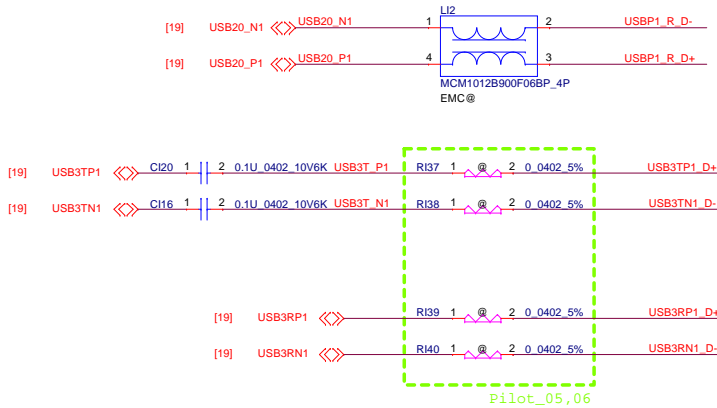 LI2
[19] USB20_N1 USB20_N1 1 2 USBP1_R_D-
[19] USB20_P1 USB20_P1 4 3 USBP1_R_D+
MCM1012B900F06BP_4P
EMC@
[19] USB3TP1 CI20 1 2 0.1U_0402_10V6K USB3T_P1 RI37 1 @ 2 0_0402_5% USB3TP1_D+
[19] USB3TN1 CI16 1 2 0.1U_0402_10V6K USB3T_N1 RI38 1 @ 2 0_0402_5% USB3TN1_D-
[19] USB3RP1 RI39 1 @ 2 0_0402_5% USB3RP1_D+
[19] USB3RN1 RI40 1 @ 2 0_0402_5% USB3RN1_D-
Pilot_05,06